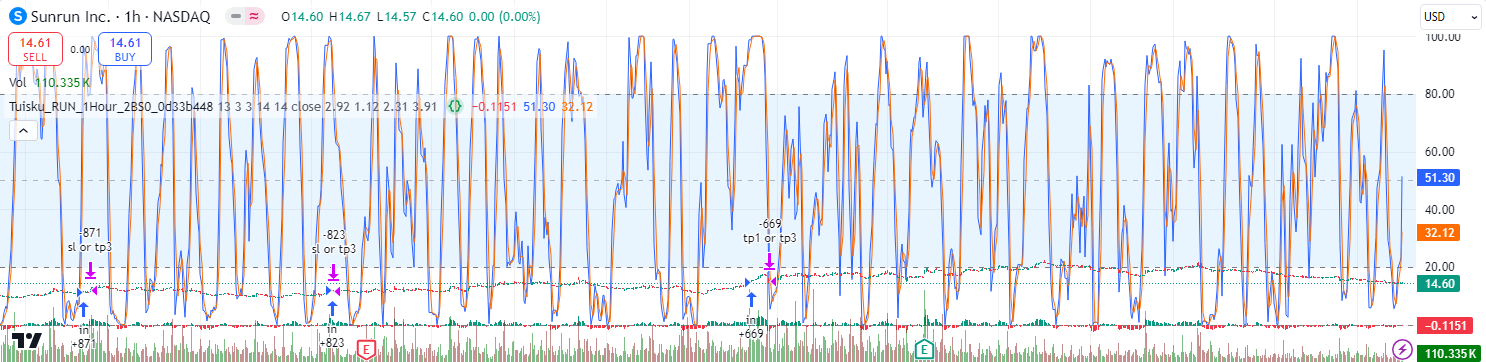 S Sunrun Inc. · 1h · NASDAQ O14.60 H14.67 L14.57 C14.60 0.00 (0.00%) USD
14.61 SELL 0.00 14.61 BUY
Vol 110.335 K
Tuisku_RUN_1Hour_2BS0_0d33b448 13 3 3 14 14 close 2.92 1.12 2.31 3.91 {} −0.1151 51.30 32.12
100.00
80.00
60.00
51.30
40.00
32.12
20.00
14.60
−0.1151
110.335 K
-871
sl or tp3
in
+871
-823
sl or tp3
in
+823
-669
tp1 or tp3
in
+669
E
E